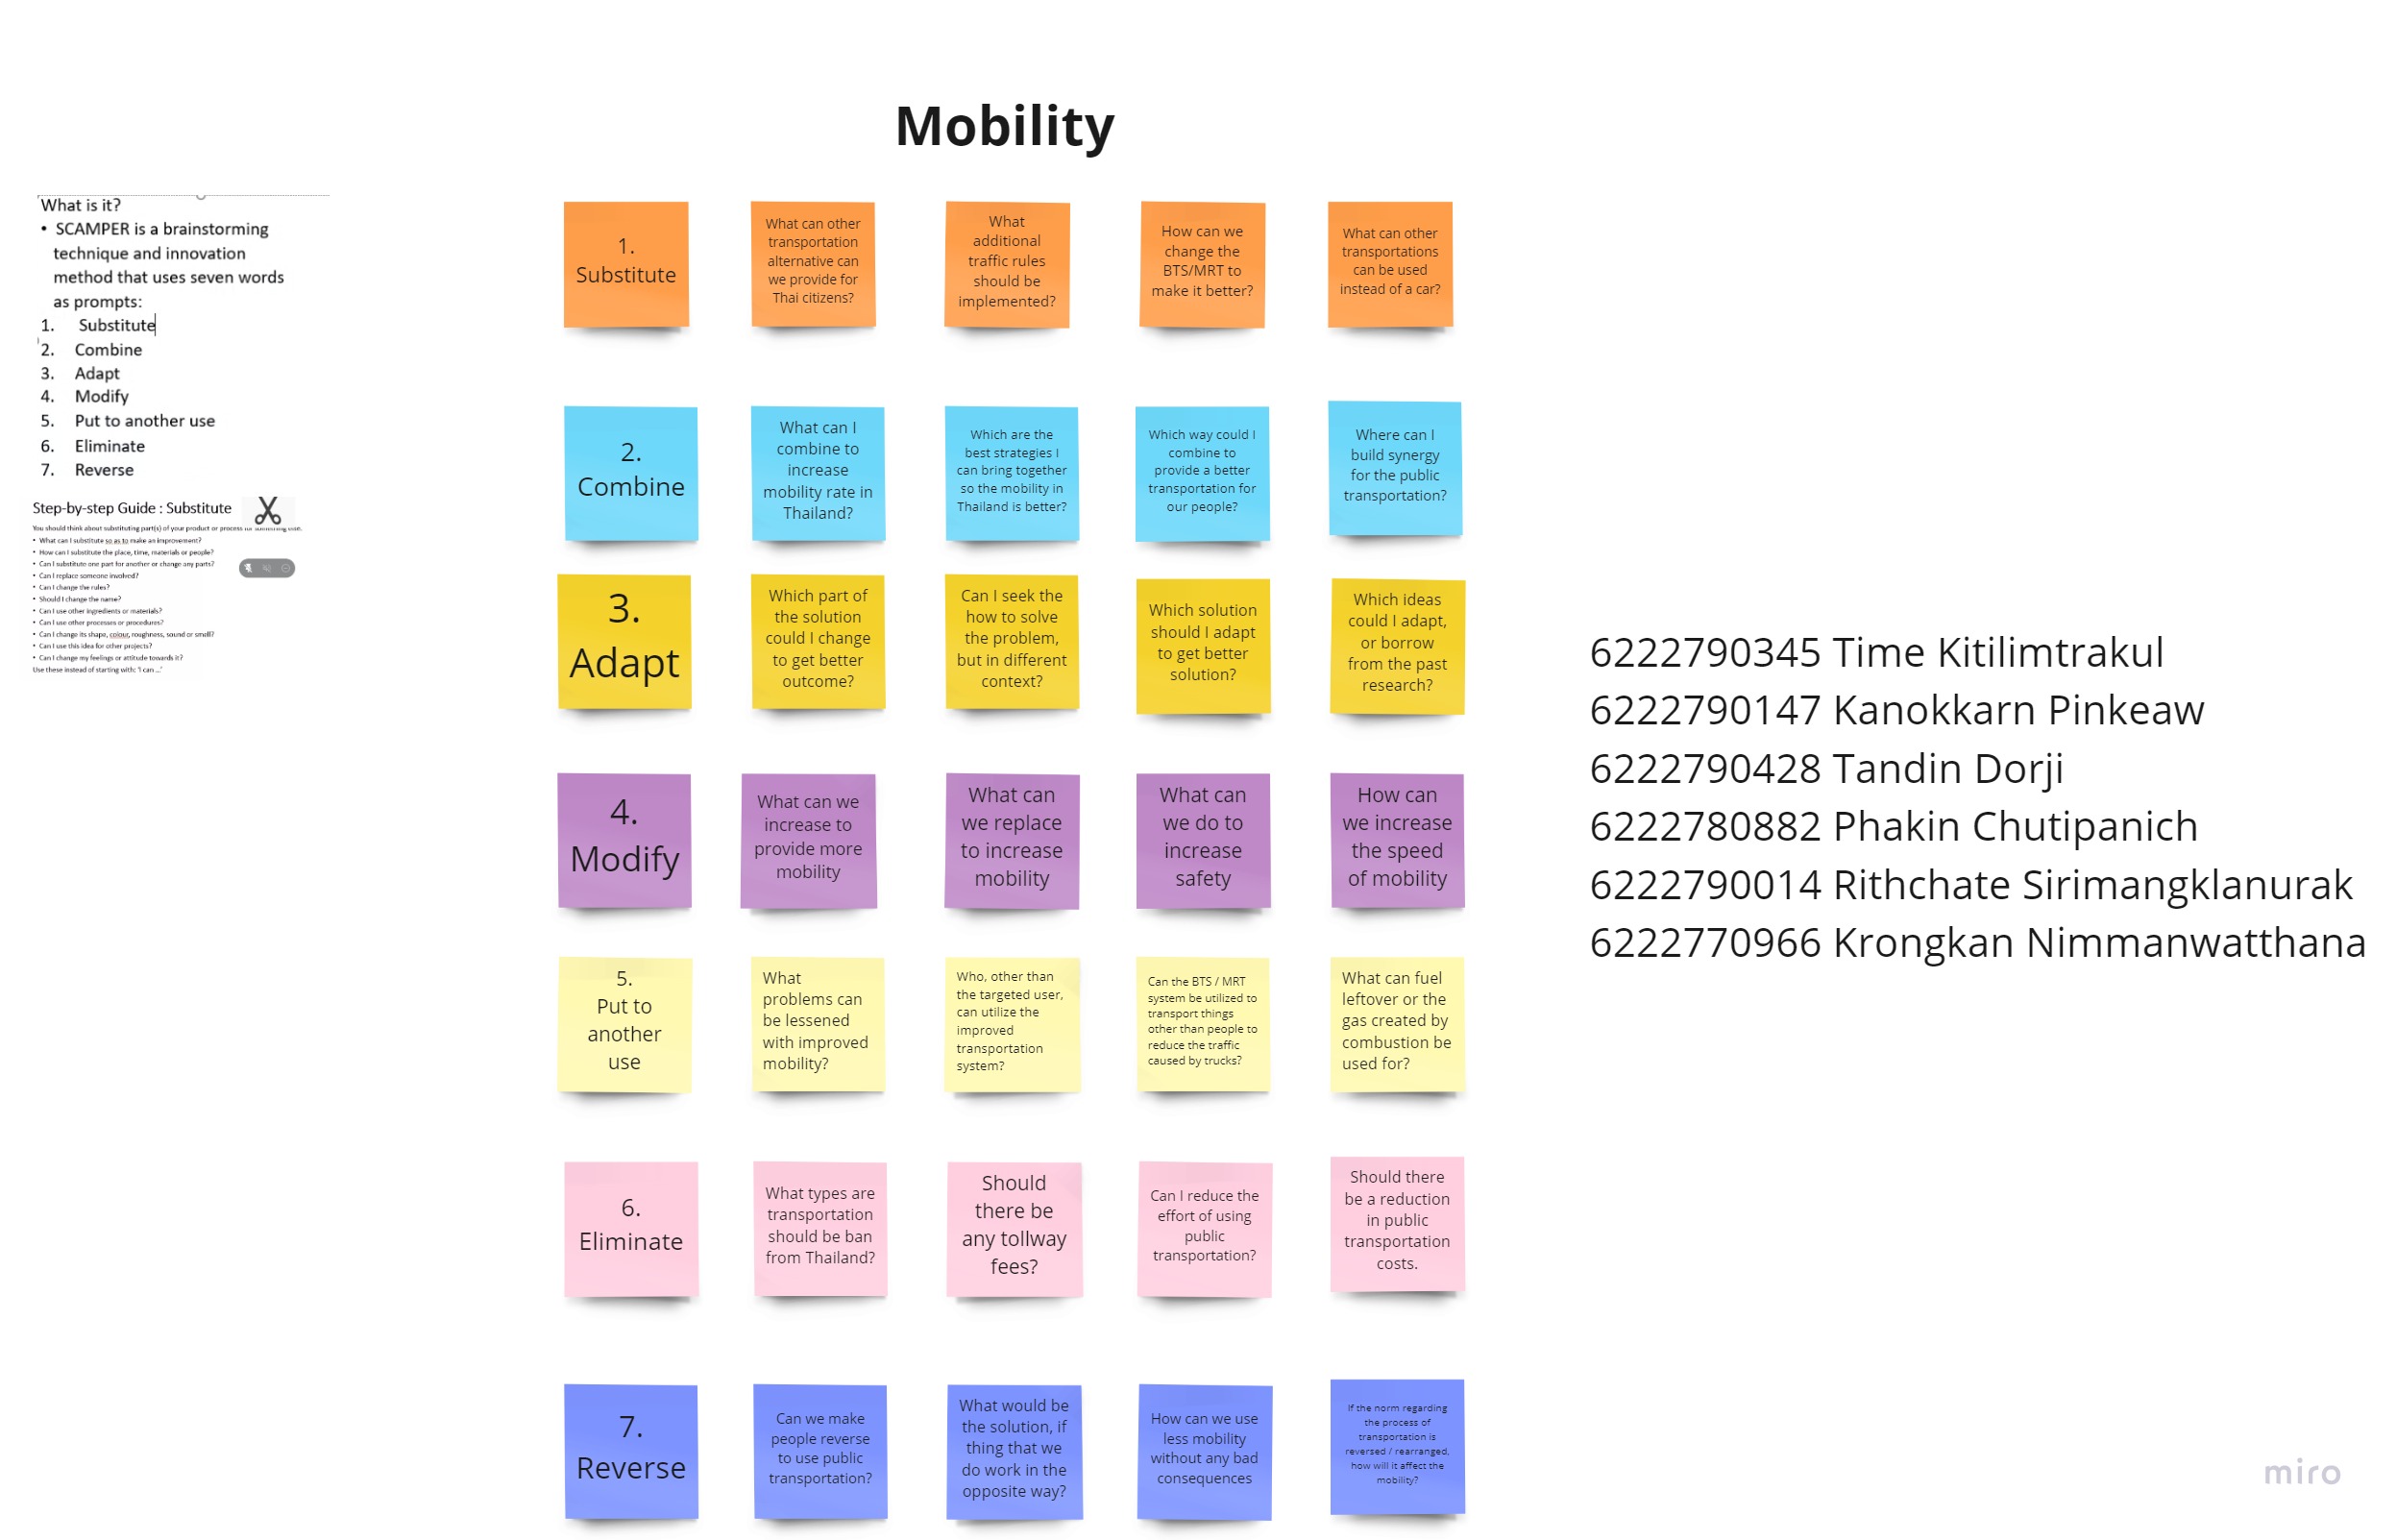 Mobility
What is it?
• SCAMPER is a brainstorming
technique and innovation
method that uses seven words
as prompts:
1. Substitute
2. Combine
3. Adapt
4. Modify
5. Put to another use
6. Eliminate
7. Reverse
Step-by-step Guide : Substitute
You should think about substituting part(s) of your product or process for something else.
• What can I substitute so as to make an improvement?
• How can I substitute the place, time, materials or people?
• Can I substitute one part for another or change any parts?
• Can I replace someone involved?
• Can I change the rules?
• Should I change the name?
• Can I use other ingredients or materials?
• Can I use other processes or procedures?
• Can I change its shape, colour, roughness, sound or smell?
• Can I use this idea for other projects?
• Can I change my feelings or attitude towards it?
Use these instead of starting with: 'I can ...'
1.
Substitute
What can other
transportation
alternative can
we provide for
Thai citizens?
What
additional
traffic rules
should be
implemented?
How can we
change the
BTS/MRT to
make it better?
What can other
transportations
can be used
instead of a car?
2.
Combine
What can I
combine to
increase
mobility rate in
Thailand?
Which are the
best strategies I
can bring together
so the mobility in
Thailand is better?
Which way could I
combine to
provide a better
transportation for
our people?
Where can I
build synergy
for the public
transportation?
3.
Adapt
Which part of
the solution
could I change
to get better
outcome?
Can I seek the
how to solve
the problem,
but in different
context?
Which solution
should I adapt
to get better
solution?
Which ideas
could I adapt,
or borrow
from the past
research?
4.
Modify
What can we
increase to
provide more
mobility
What can
we replace
to increase
mobility
What can
we do to
increase
safety
How can
we increase
the speed
of mobility
5.
Put to
another
use
What
problems can
be lessened
with improved
mobility?
Who, other than
the targeted user,
can utilize the
improved
transportation
system?
Can the BTS / MRT
system be utilized to
transport things
other than people to
reduce the traffic
caused by trucks?
What can fuel
leftover or the
gas created by
combustion be
used for?
6.
Eliminate
What types are
transportation
should be ban
from Thailand?
Should
there be
any tollway
fees?
Can I reduce the
effort of using
public
transportation?
Should there
be a reduction
in public
transportation
costs.
7.
Reverse
Can we make
people reverse
to use public
transportation?
What would be
the solution, if
thing that we
do work in the
opposite way?
How can we use
less mobility
without any bad
consequences
If the norm regarding
the process of
transportation is
reversed / rearranged,
how will it affect the
mobility?
6222790345 Time Kitilimtrakul
6222790147 Kanokkarn Pinkeaw
6222790428 Tandin Dorji
6222780882 Phakin Chutipanich
6222790014 Rithchate Sirimangklanurak
6222770966 Krongkan Nimmanwatthana
miro